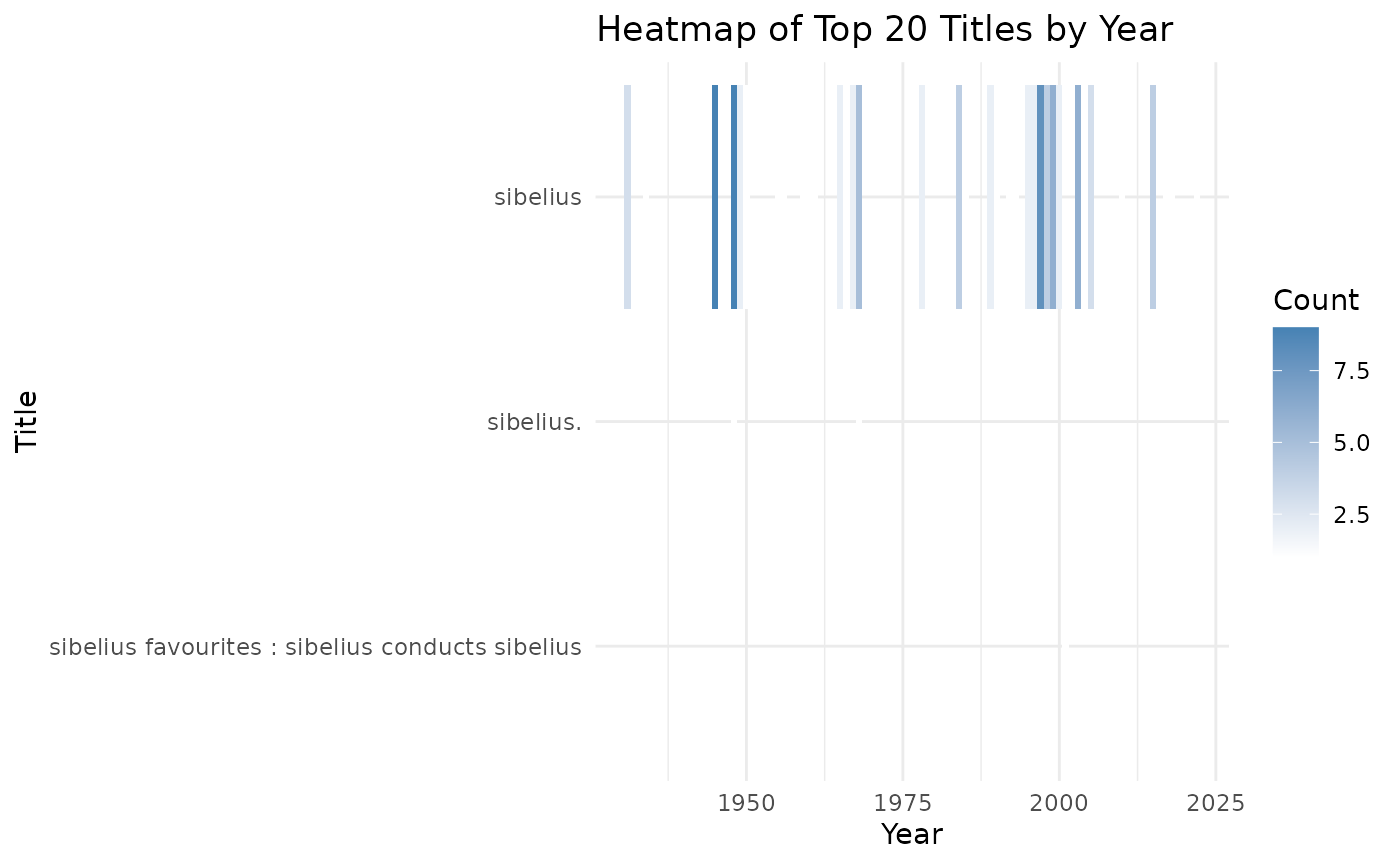 Heatmap of Top 20 Titles by Year
sibelius
sibelius.
sibelius favourites : sibelius conducts sibelius
Title
1950 1975 2000 2025
Year
Count
7.5
5.0
2.5